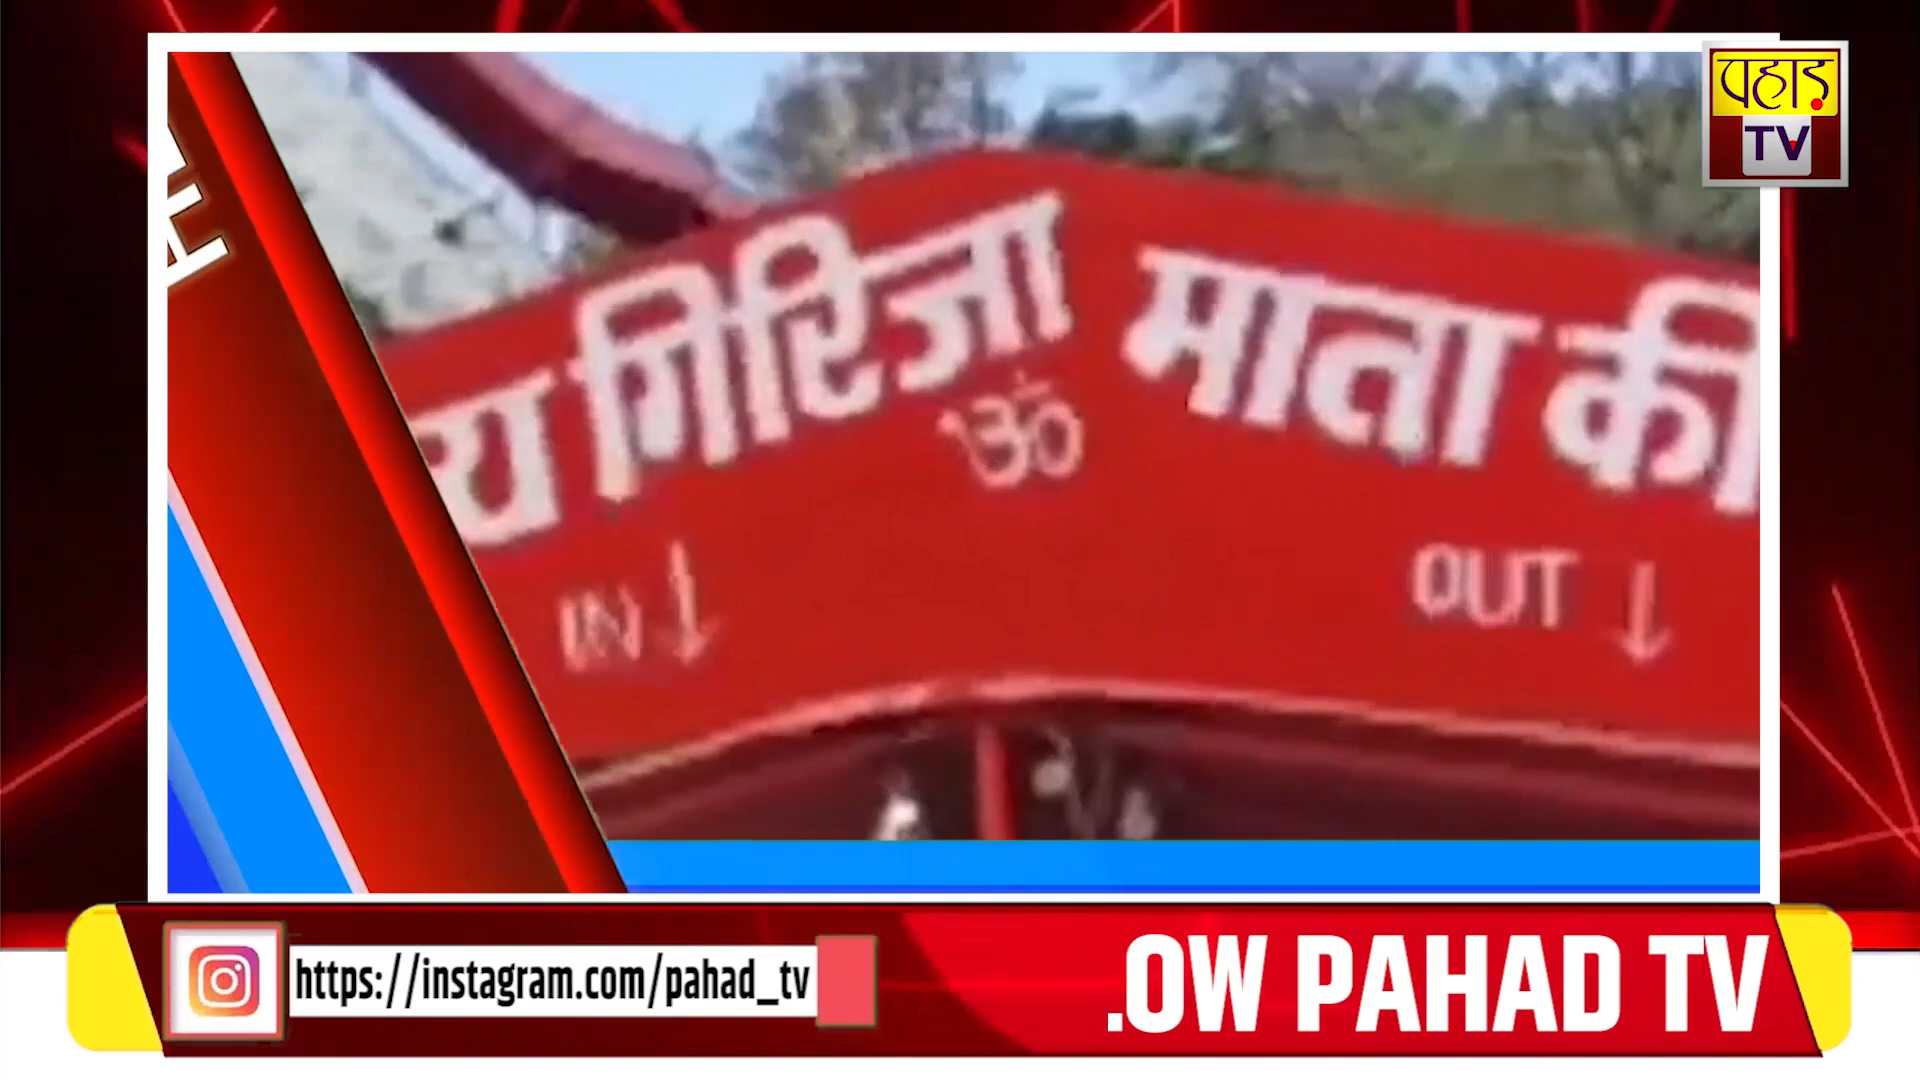 पहाड़
TV
य गिरिजा माता की
ॐ
IN ↓ OUT ↓
https://instagram.com/pahad_tv
.OW PAHAD TV